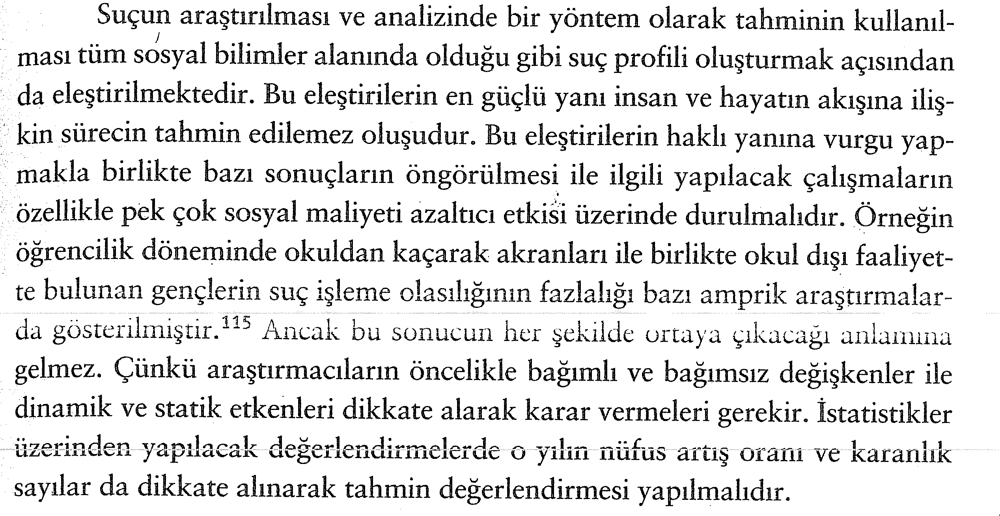 Suçun araştırılması ve analizinde bir yöntem olarak tahminin kullanıl-
ması tüm sosyal bilimler alanında olduğu gibi suç profili oluşturmak açısından
da eleştirilmektedir. Bu eleştirilerin en güçlü yanı insan ve hayatın akışına iliş-
kin sürecin tahmin edilemez oluşudur. Bu eleştirilerin haklı yanına vurgu yap-
makla birlikte bazı sonuçların öngörülmesi ile ilgili yapılacak çalışmaların
özellikle pek çok sosyal maliyeti azaltıcı etkisi üzerinde durulmalıdır. Örneğin
öğrencilik döneminde okuldan kaçarak akranları ile birlikte okul dışı faaliyet-
te bulunan gençlerin suç işleme olasılığının fazlalığı bazı amprik araştırmalar-
da gösterilmiştir.¹¹⁵ Ancak bu sonucun her şekilde ortaya çıkacağı anlamına
gelmez. Çünkü araştırmacıların öncelikle bağımlı ve bağımsız değişkenler ile
dinamik ve statik etkenleri dikkate alarak karar vermeleri gerekir. İstatistikler
üzerinden yapılacak değerlendirmelerde o yılın nüfus artış oranı ve karanlık
sayılar da dikkate alınarak tahmin değerlendirmesi yapılmalıdır.